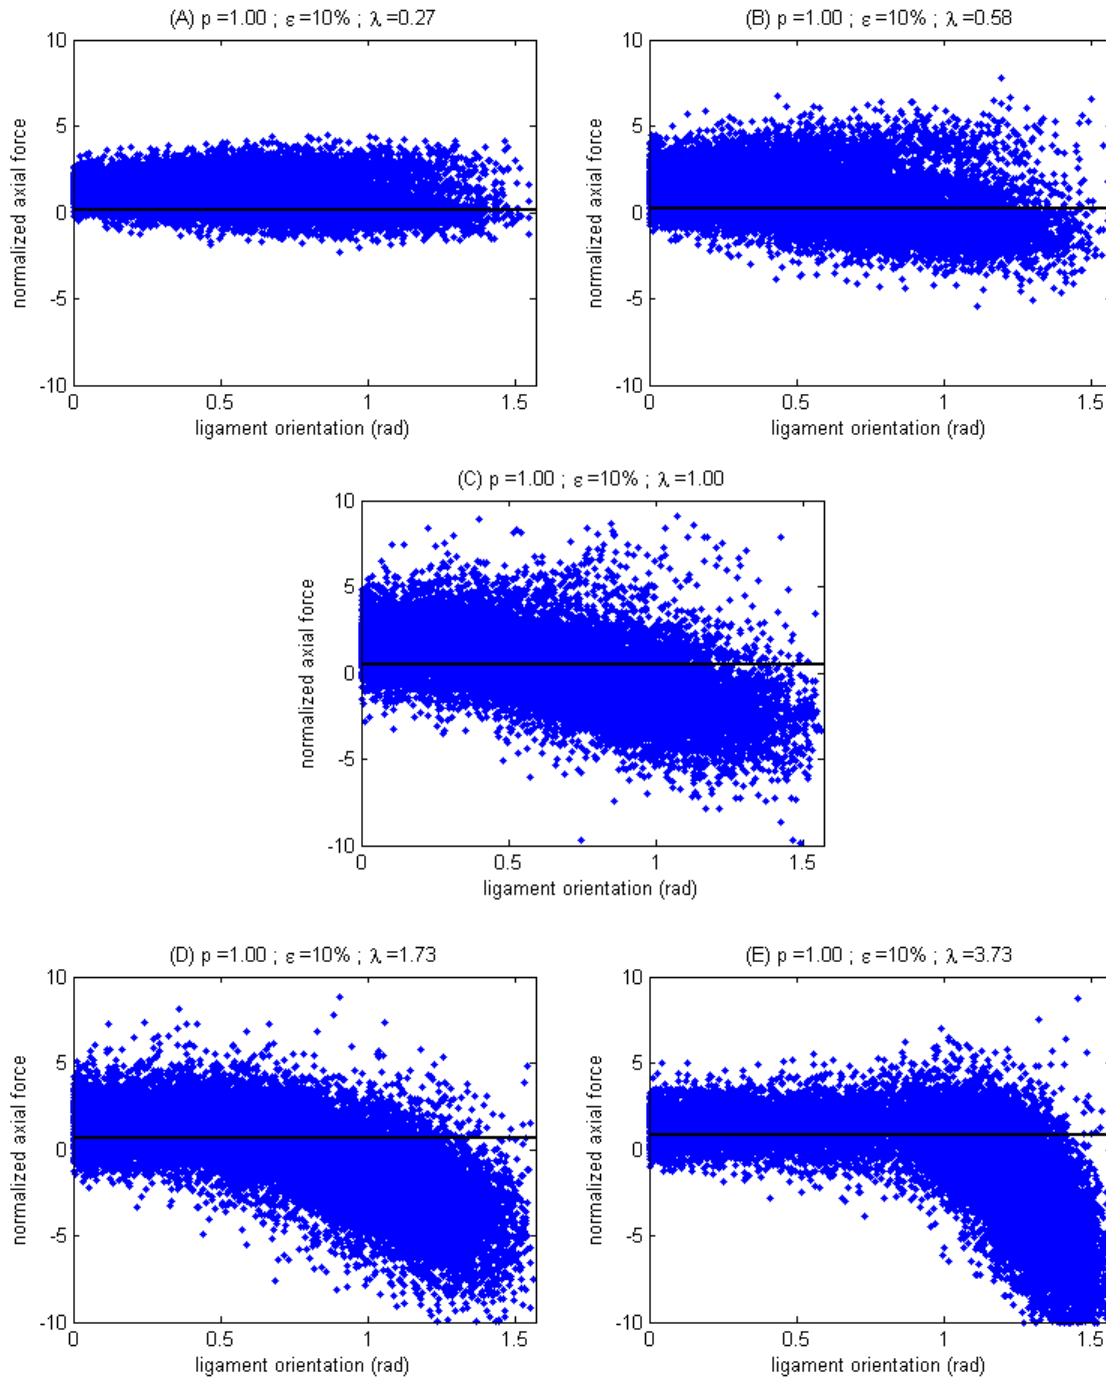 (A) p =1.00 ; ε =10% ; λ =0.27
10
5
0
-5
-10
normalized axial force
0 0.5 1 1.5
ligament orientation (rad)
(B) p =1.00 ; ε =10% ; λ =0.58
10
5
0
-5
-10
normalized axial force
0 0.5 1 1.5
ligament orientation (rad)
(C) p =1.00 ; ε =10% ; λ =1.00
10
5
0
-5
-10
normalized axial force
0 0.5 1 1.5
ligament orientation (rad)
(D) p =1.00 ; ε =10% ; λ =1.73
10
5
0
-5
-10
normalized axial force
0 0.5 1 1.5
ligament orientation (rad)
(E) p =1.00 ; ε =10% ; λ =3.73
10
5
0
-5
-10
normalized axial force
0 0.5 1 1.5
ligament orientation (rad)